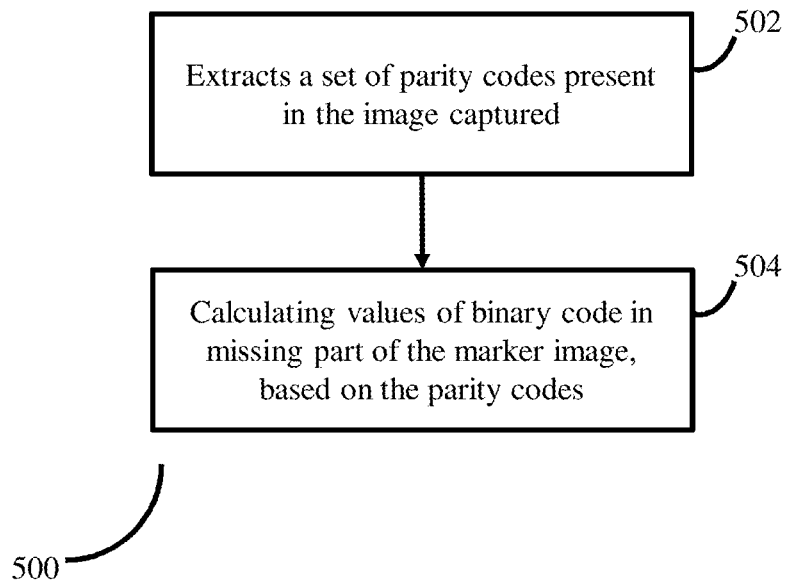 502
Extracts a set of parity codes present
in the image captured
504
Calculating values of binary code in
missing part of the marker image,
based on the parity codes
500